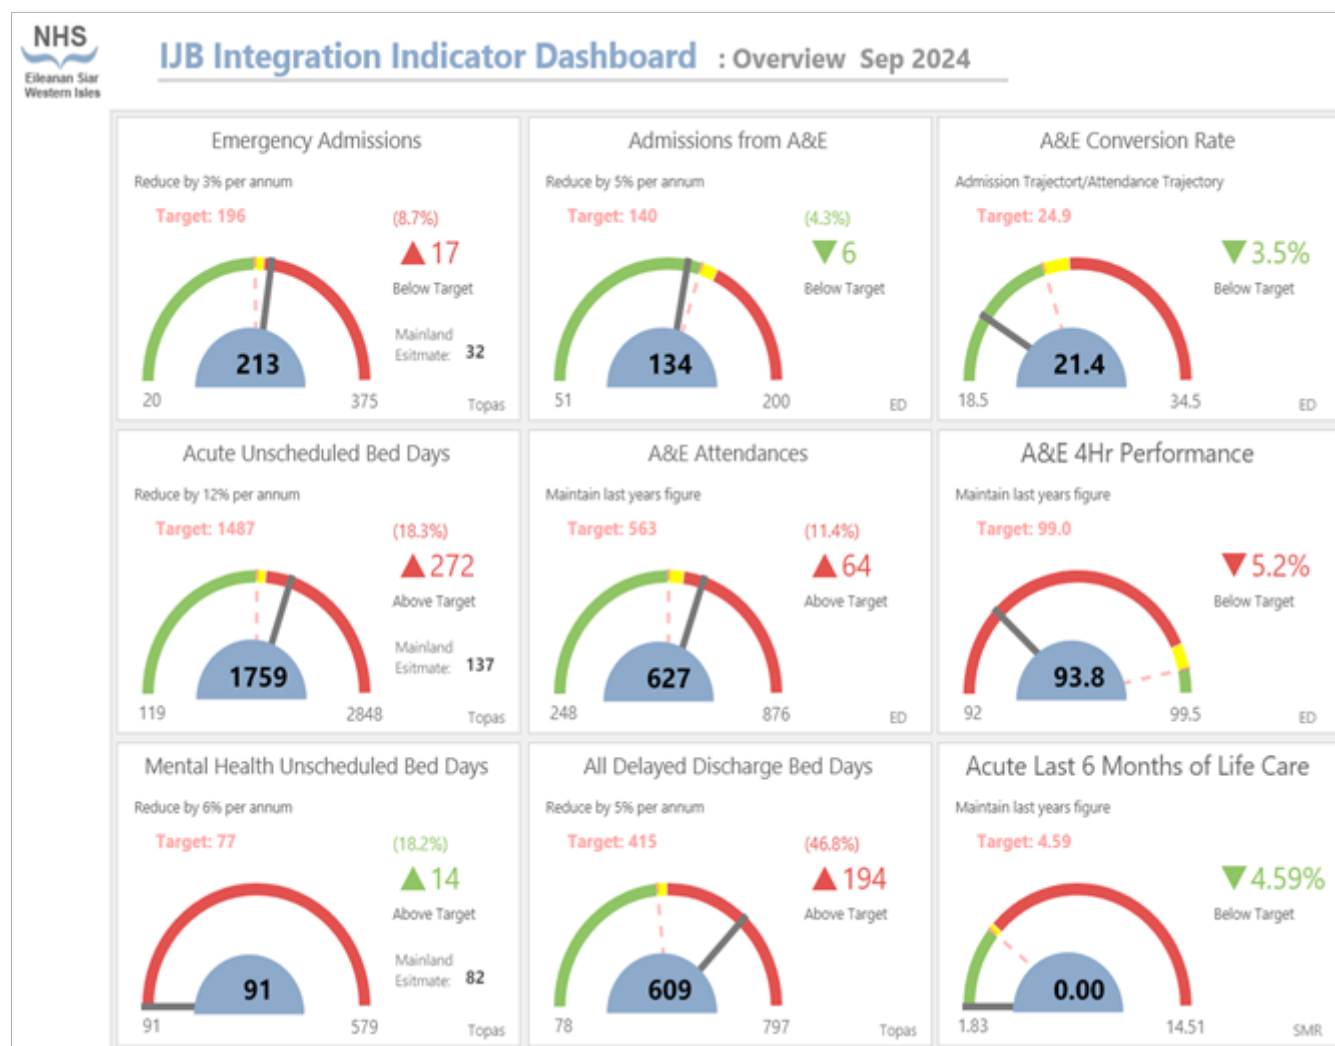 NHS
Eileanan Siar
Western Isles
IJB Integration Indicator Dashboard : Overview Sep 2024
Emergency Admissions
Reduce by 3% per annum
Target: 196
(8.7%)
▲17
Below Target
Mainland
Esitmate: 32
213
20
375
Topas
Admissions from A&E
Reduce by 5% per annum
Target: 140
(4.3%)
▼6
Below Target
134
51
200
ED
A&E Conversion Rate
Admission Trajectort/Attendance Trajectory
Target: 24.9
▼3.5%
Below Target
21.4
18.5
34.5
ED
Acute Unscheduled Bed Days
Reduce by 12% per annum
Target: 1487
(18.3%)
▲272
Above Target
Mainland
Esitmate: 137
1759
119
2848
Topas
A&E Attendances
Maintain last years figure
Target: 563
(11.4%)
▲64
Above Target
627
248
876
ED
A&E 4Hr Performance
Maintain last years figure
Target: 99.0
▼5.2%
Below Target
93.8
92
99.5
ED
Mental Health Unscheduled Bed Days
Reduce by 6% per annum
Target: 77
(18.2%)
▲14
Above Target
Mainland
Esitmate: 82
91
91
579
Topas
All Delayed Discharge Bed Days
Reduce by 5% per annum
Target: 415
(46.8%)
▲194
Above Target
609
78
797
Topas
Acute Last 6 Months of Life Care
Maintain last years figure
Target: 4.59
▼4.59%
Below Target
0.00
1.83
14.51
SMR